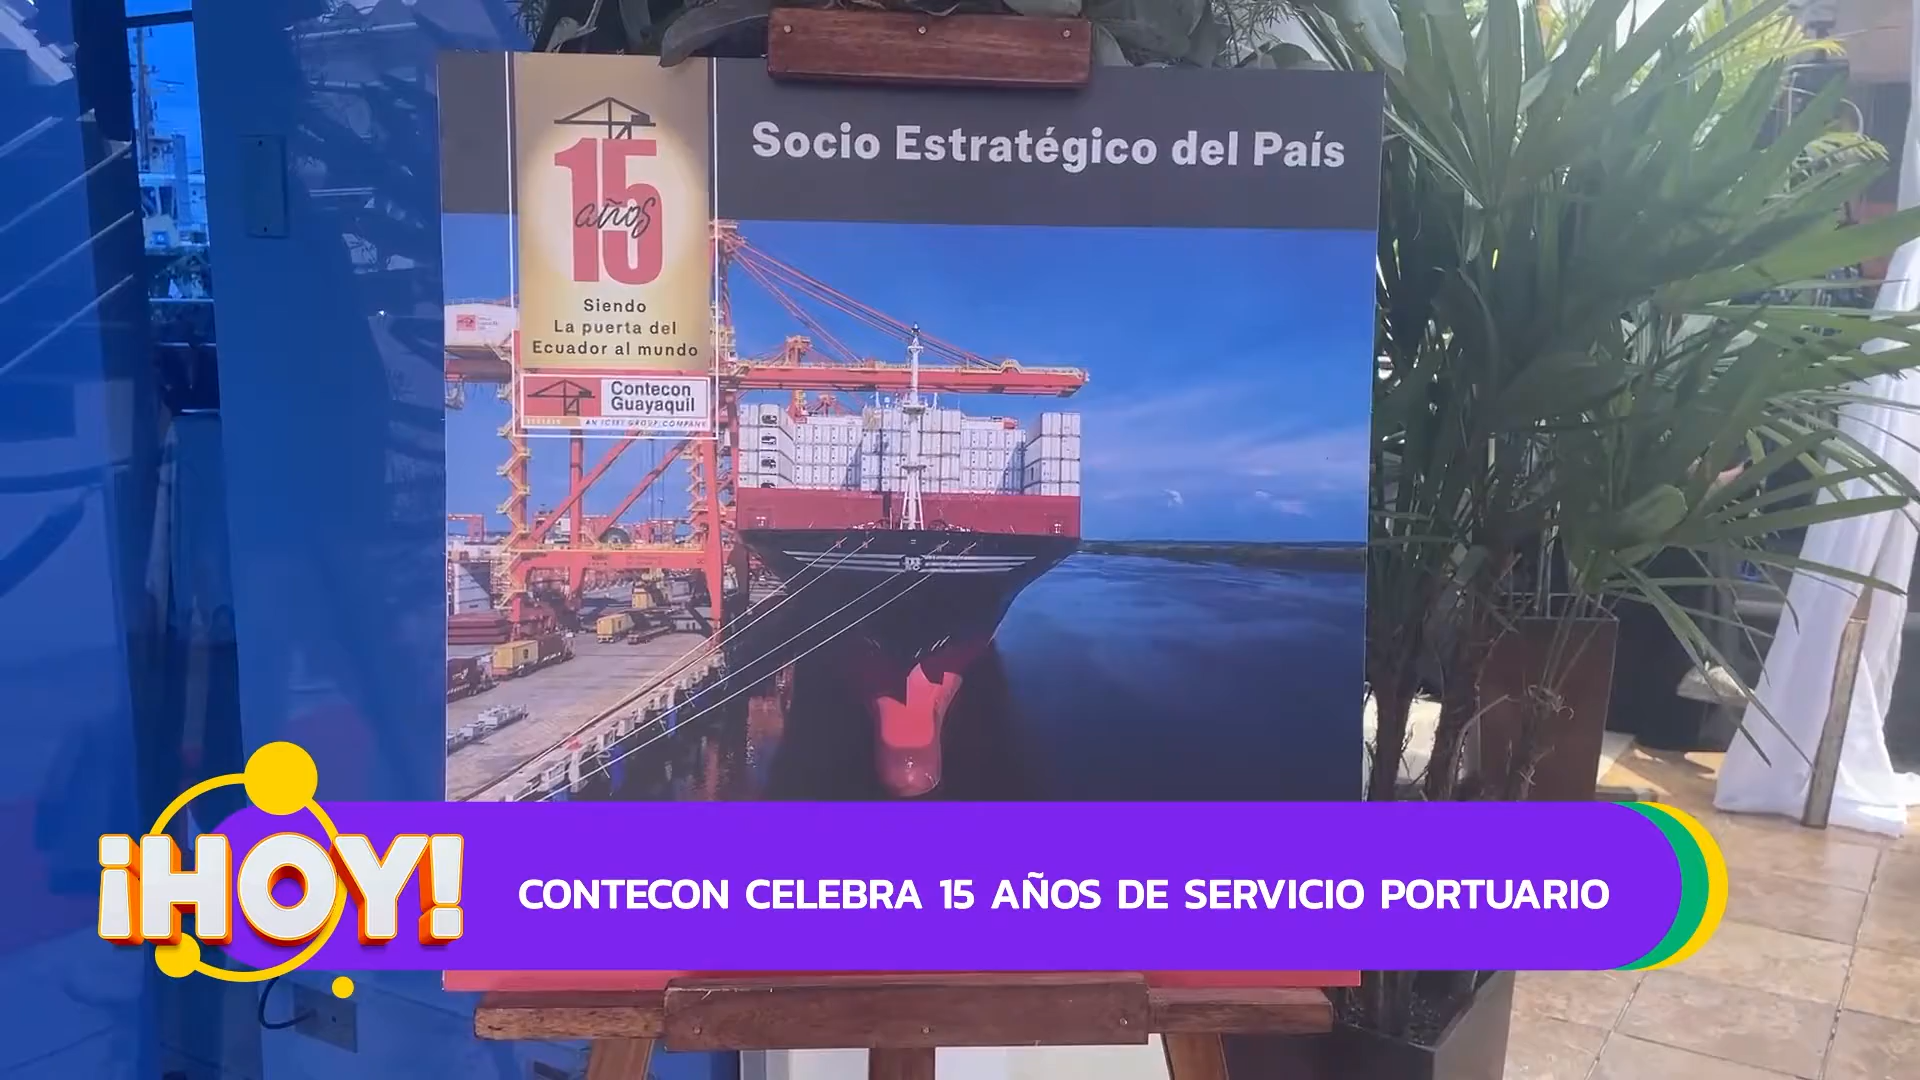 Socio Estratégico del País
15
años
Siendo
La puerta del
Ecuador al mundo
Contecon
Guayaquil
AN ICTSI GROUP COMPANY
¡HOY!
CONTECON CELEBRA 15 AÑOS DE SERVICIO PORTUARIO